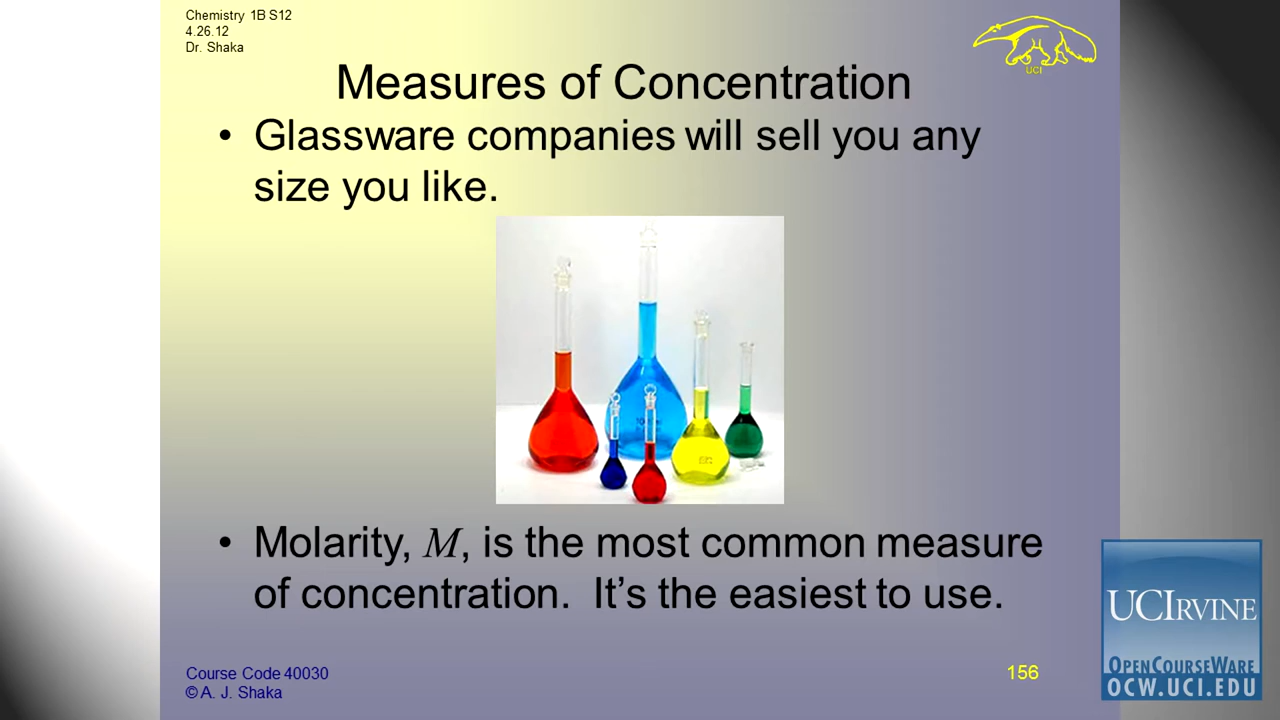 Chemistry 1B S12
4.26.12
Dr. Shaka
UCI
Measures of Concentration
• Glassware companies will sell you any
size you like.
• Molarity, M, is the most common measure
of concentration.  It’s the easiest to use.
Course Code 40030
© A. J. Shaka
156
UCIRVINE
OPENCOURSEWARE
OCW.UCI.EDU